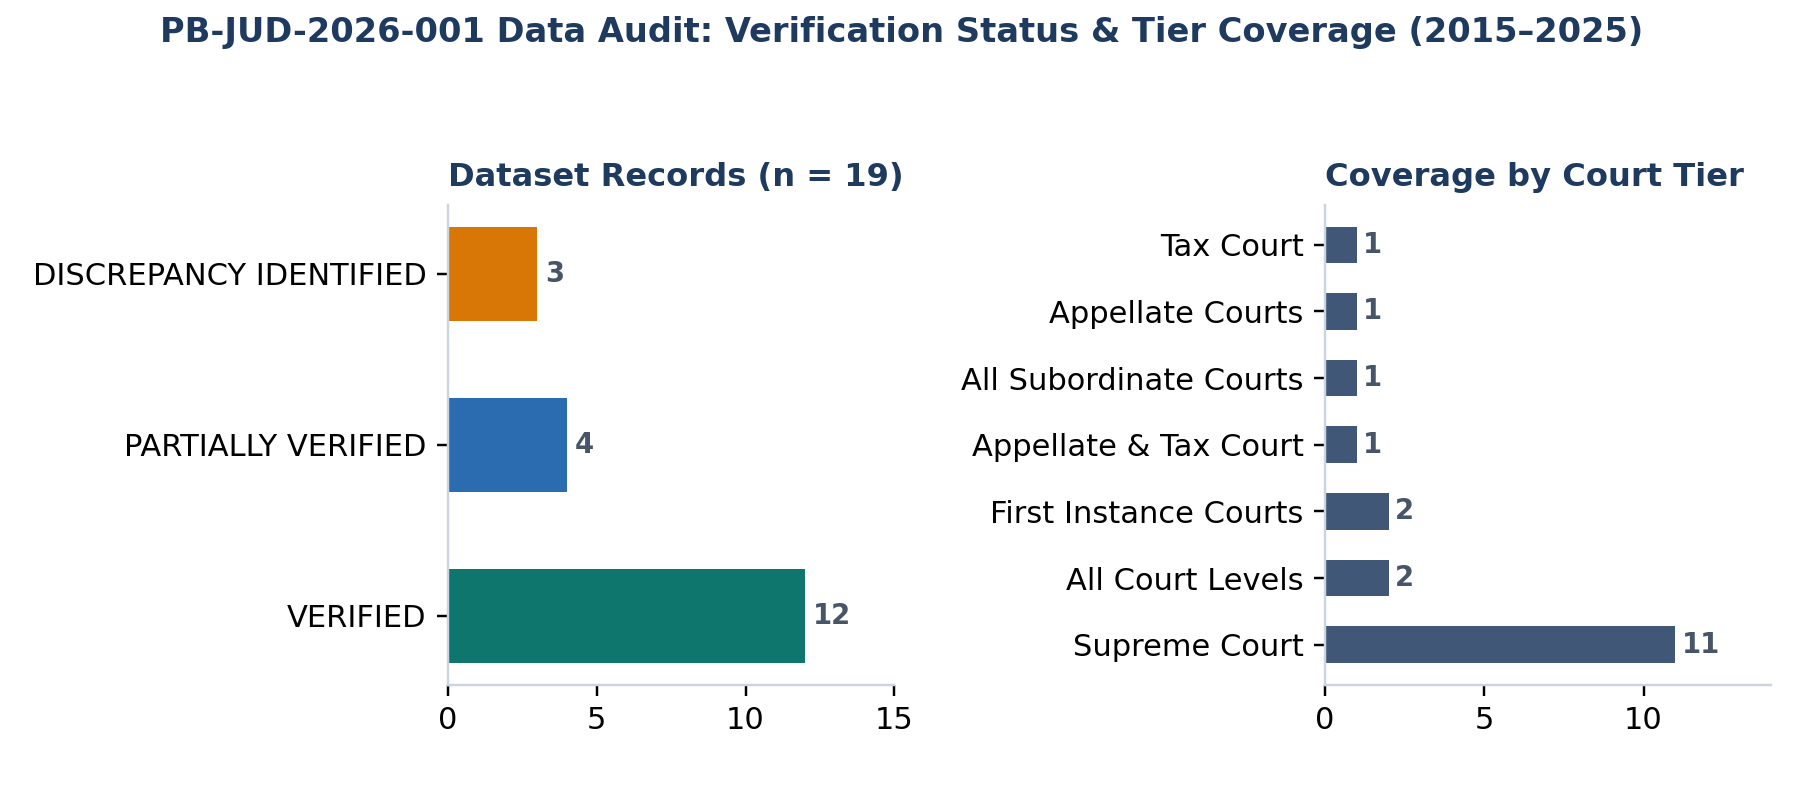 PB-JUD-2026-001 Data Audit: Verification Status & Tier Coverage (2015–2025)
Dataset Records (n = 19)
DISCREPANCY IDENTIFIED
3
PARTIALLY VERIFIED
4
VERIFIED
12
0 5 10 15
Coverage by Court Tier
Tax Court
1
Appellate Courts
1
All Subordinate Courts
1
Appellate & Tax Court
1
First Instance Courts
2
All Court Levels
2
Supreme Court
11
0 5 10